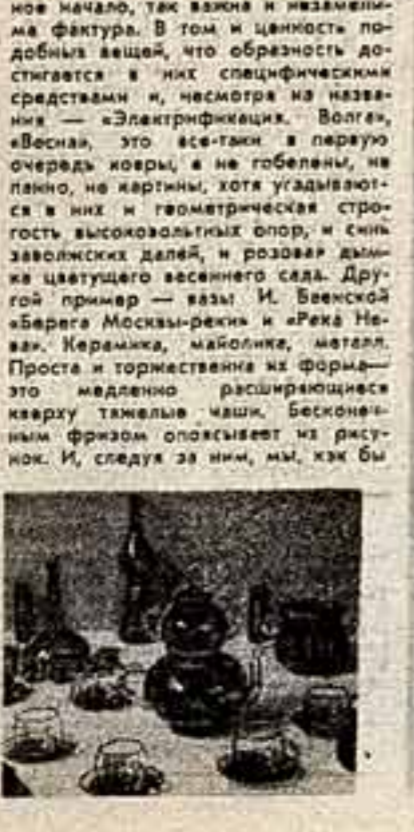 ное начало, так важна и незамени-
ма фактура. В том и ценность по-
добных вещей, что образность до-
стигается в них специфическими
средствами и, несмотря на назва-
ния — «Электрификация. Волга»,
«Весна», это все-таки в первую
очередь ковры, а не гобелены, не
панно, не картины, хотя угадывают-
ся в них и геометрическая стро-
гость высоковольтных опор, и синь
заволжских далей, и розовая дым-
ка цветущего весеннего сада. Дру-
гой пример — вазы И. Ваенской
«Берега Москвы-реки» и «Река Не-
ва». Керамика, майолика, металл.
Проста и торжественна их форма—
это медленно расширяющиеся
кверху тяжелые чаши. Бесконеч-
ным фризом опоясывает их рису-
нок. И, следуя за ним, мы, как бы